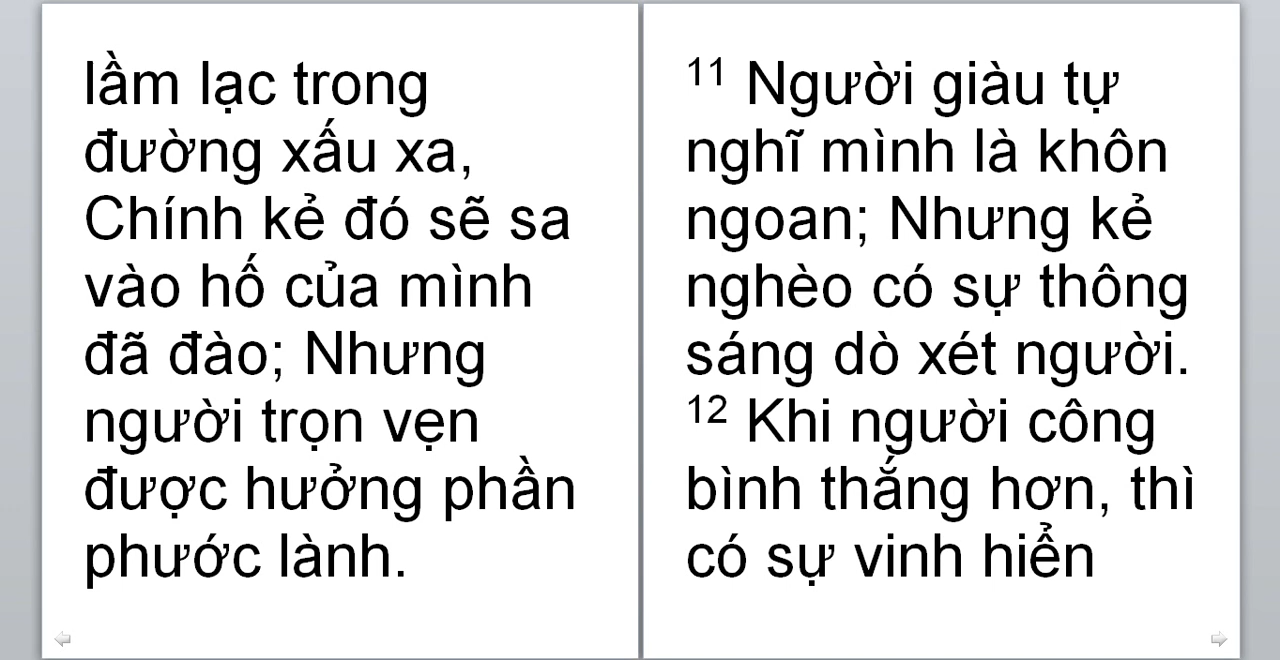 lầm lạc trong
đường xấu xa,
Chính kẻ đó sẽ sa
vào hố của mình
đã đào; Nhưng
người trọn vẹn
được hưởng phần
phước lành.
11 Người giàu tự
nghĩ mình là khôn
ngoan; Nhưng kẻ
nghèo có sự thông
sáng dò xét người.
12 Khi người công
bình thắng hơn, thì
có sự vinh hiển